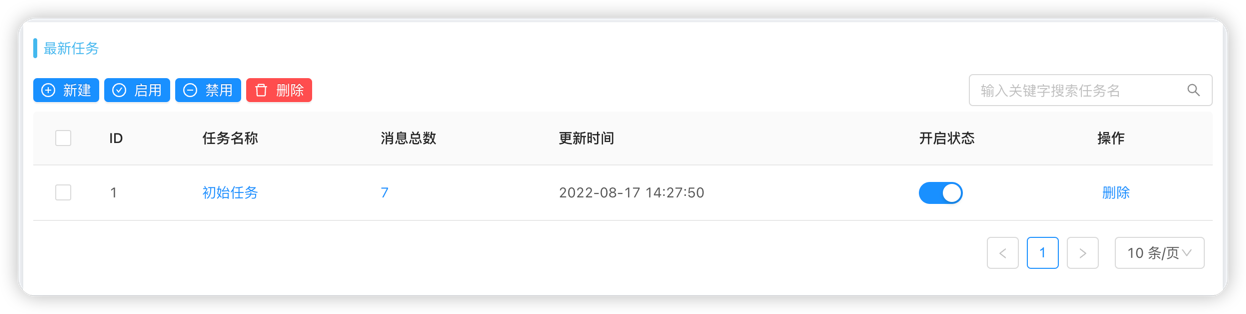 最新任务
新建 启用 禁用 删除 输入关键字搜索任务名
ID 任务名称 消息总数 更新时间 开启状态 操作
1 初始任务 7 2022-08-17 14:27:50 删除
< 1 > 10 条/页